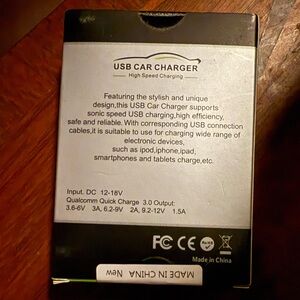 USB CAR CHARGER
High Speed Charging
Featuring the stylish and unique
design,this USB Car Charger supports
sonic speed USB charging,high efficiency,
safe and reliable. With corresponding USB connection
cables,it is suitable to use for charging wide range of
electronic devices,
such as ipod,iphone,ipad,
smartphones and tablets charge,etc.
Input, DC 12-18V
Qualcomm Quick Charge 3.0 Output:
3.6-6V 3A, 6.2-9V 2A, 9.2-12V 1.5A
FC CE RoHS
Made in China
MADE IN CHINA New